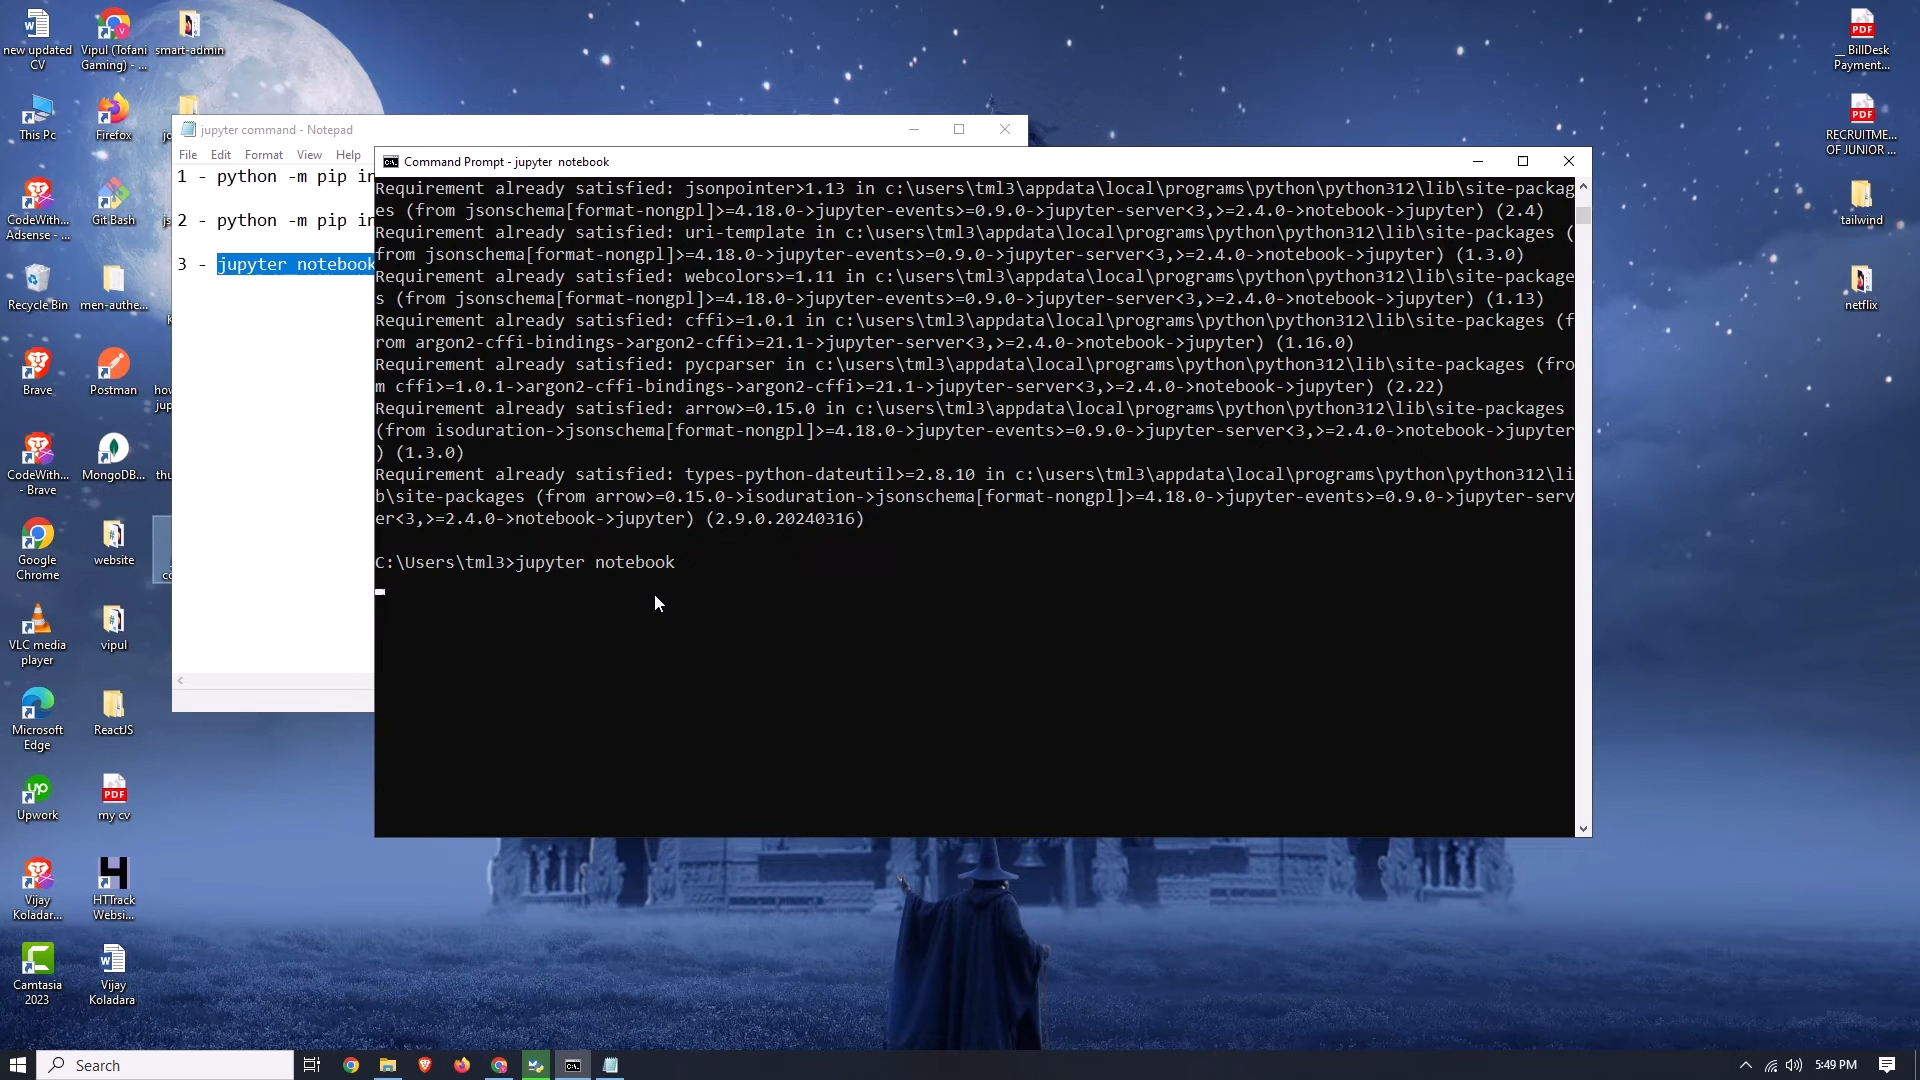 new updated
CV
Vipul (Tofani
Gaming) - ...
smart-admin
This Pc
Firefox
CodeWith...
Adsense - ...
Git Bash
Recycle Bin
men-authe...
Brave
Postman
CodeWith...
- Brave
MongoDB...
Google
Chrome
website
VLC media
player
vipul
Microsoft
Edge
ReactJS
Upwork
my cv
Vijay
Koladar...
HTTrack
Websi...
Camtasia
2023
Vijay
Koladara
jupyter command - Notepad
File Edit Format View Help
1 - python -m pip in
2 - python -m pip in
3 - jupyter notebook
Command Prompt - jupyter notebook
Requirement already satisfied: jsonpointer>1.13 in c:\users\tml3\appdata\local\programs\python\python312\lib\site-packag
es (from jsonschema[format-nongpl]>=4.18.0->jupyter-events>=0.9.0->jupyter-server<3,>=2.4.0->notebook->jupyter) (2.4)
Requirement already satisfied: uri-template in c:\users\tml3\appdata\local\programs\python\python312\lib\site-packages (
from jsonschema[format-nongpl]>=4.18.0->jupyter-events>=0.9.0->jupyter-server<3,>=2.4.0->notebook->jupyter) (1.3.0)
Requirement already satisfied: webcolors>=1.11 in c:\users\tml3\appdata\local\programs\python\python312\lib\site-package
s (from jsonschema[format-nongpl]>=4.18.0->jupyter-events>=0.9.0->jupyter-server<3,>=2.4.0->notebook->jupyter) (1.13)
Requirement already satisfied: cffi>=1.0.1 in c:\users\tml3\appdata\local\programs\python\python312\lib\site-packages (f
rom argon2-cffi-bindings->argon2-cffi>=21.1->jupyter-server<3,>=2.4.0->notebook->jupyter) (1.16.0)
Requirement already satisfied: pycparser in c:\users\tml3\appdata\local\programs\python\python312\lib\site-packages (fro
m cffi>=1.0.1->argon2-cffi-bindings->argon2-cffi>=21.1->jupyter-server<3,>=2.4.0->notebook->jupyter) (2.22)
Requirement already satisfied: arrow>=0.15.0 in c:\users\tml3\appdata\local\programs\python\python312\lib\site-packages
(from isoduration->jsonschema[format-nongpl]>=4.18.0->jupyter-events>=0.9.0->jupyter-server<3,>=2.4.0->notebook->jupyter
) (1.3.0)
Requirement already satisfied: types-python-dateutil>=2.8.10 in c:\users\tml3\appdata\local\programs\python\python312\li
b\site-packages (from arrow>=0.15.0->isoduration->jsonschema[format-nongpl]>=4.18.0->jupyter-events>=0.9.0->jupyter-serv
er<3,>=2.4.0->notebook->jupyter) (2.9.0.20240316)
C:\Users\tml3>jupyter notebook
__ BillDesk
Payment...
RECRUITME...
OF JUNIOR ...
tailwind
netflix
Search
5:49 PM